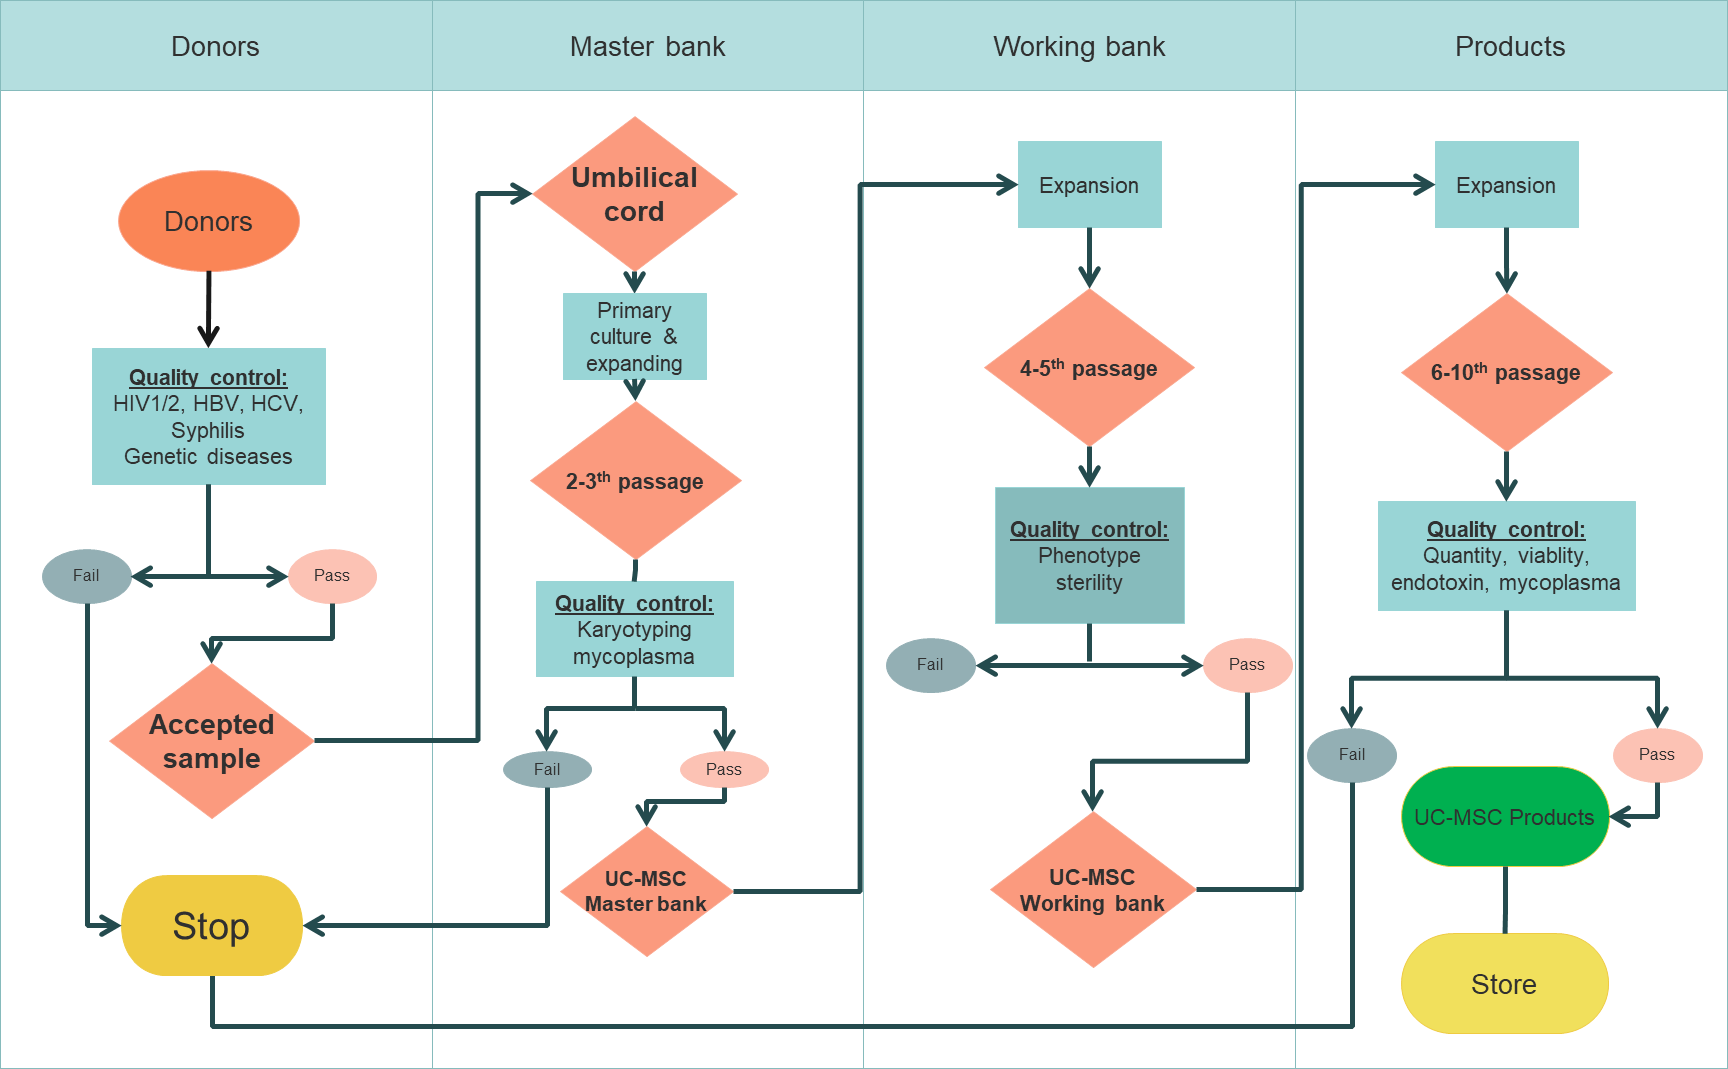 Donors
Master bank
Working bank
Products
Donors
Quality control:
HIV1/2, HBV, HCV,
Syphilis
Genetic diseases
Fail
Pass
Accepted
sample
Stop
Umbilical
cord
Primary
culture &
expanding
2-3th passage
Quality control:
Karyotyping
mycoplasma
Fail
Pass
UC-MSC
Master bank
Expansion
4-5th passage
Quality control:
Phenotype
sterility
Fail
Pass
UC-MSC
Working bank
Expansion
6-10th passage
Quality control:
Quantity, viablity,
endotoxin, mycoplasma
Fail
Pass
UC-MSC Products
Store